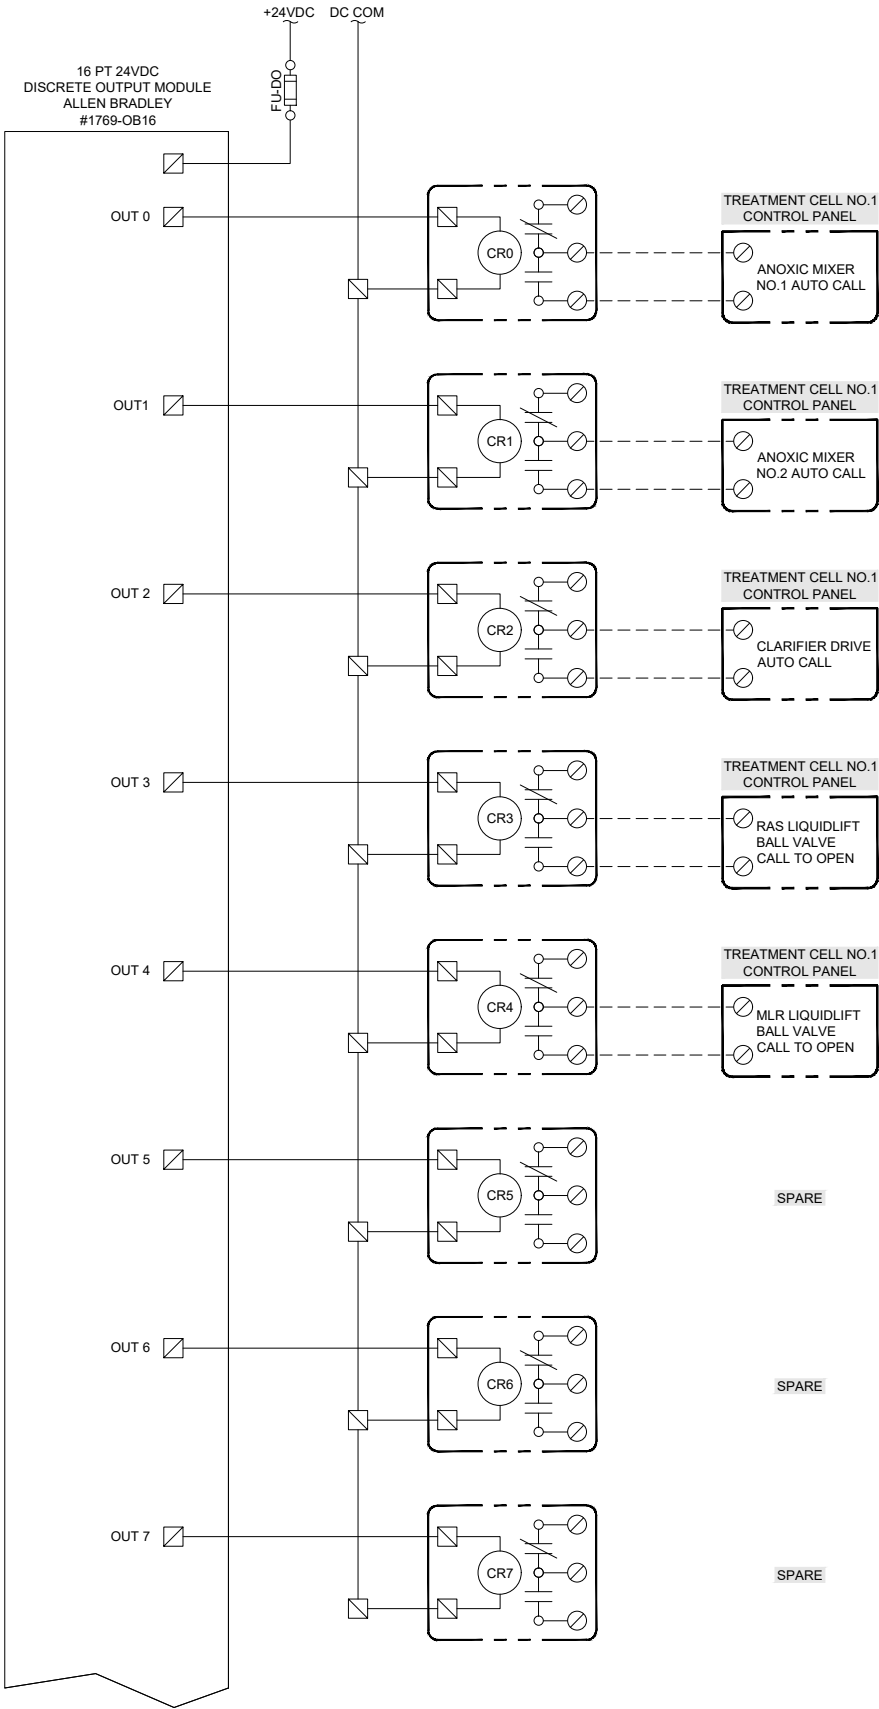 +24VDC DC COM
FU-DO
16 PT 24VDC
DISCRETE OUTPUT MODULE
ALLEN BRADLEY
#1769-OB16
OUT 0
CR0
TREATMENT CELL NO.1
CONTROL PANEL
ANOXIC MIXER
NO.1 AUTO CALL
OUT1
CR1
TREATMENT CELL NO.1
CONTROL PANEL
ANOXIC MIXER
NO.2 AUTO CALL
OUT 2
CR2
TREATMENT CELL NO.1
CONTROL PANEL
CLARIFIER DRIVE
AUTO CALL
OUT 3
CR3
TREATMENT CELL NO.1
CONTROL PANEL
RAS LIQUIDLIFT
BALL VALVE
CALL TO OPEN
OUT 4
CR4
TREATMENT CELL NO.1
CONTROL PANEL
MLR LIQUIDLIFT
BALL VALVE
CALL TO OPEN
OUT 5
CR5
SPARE
OUT 6
CR6
SPARE
OUT 7
CR7
SPARE